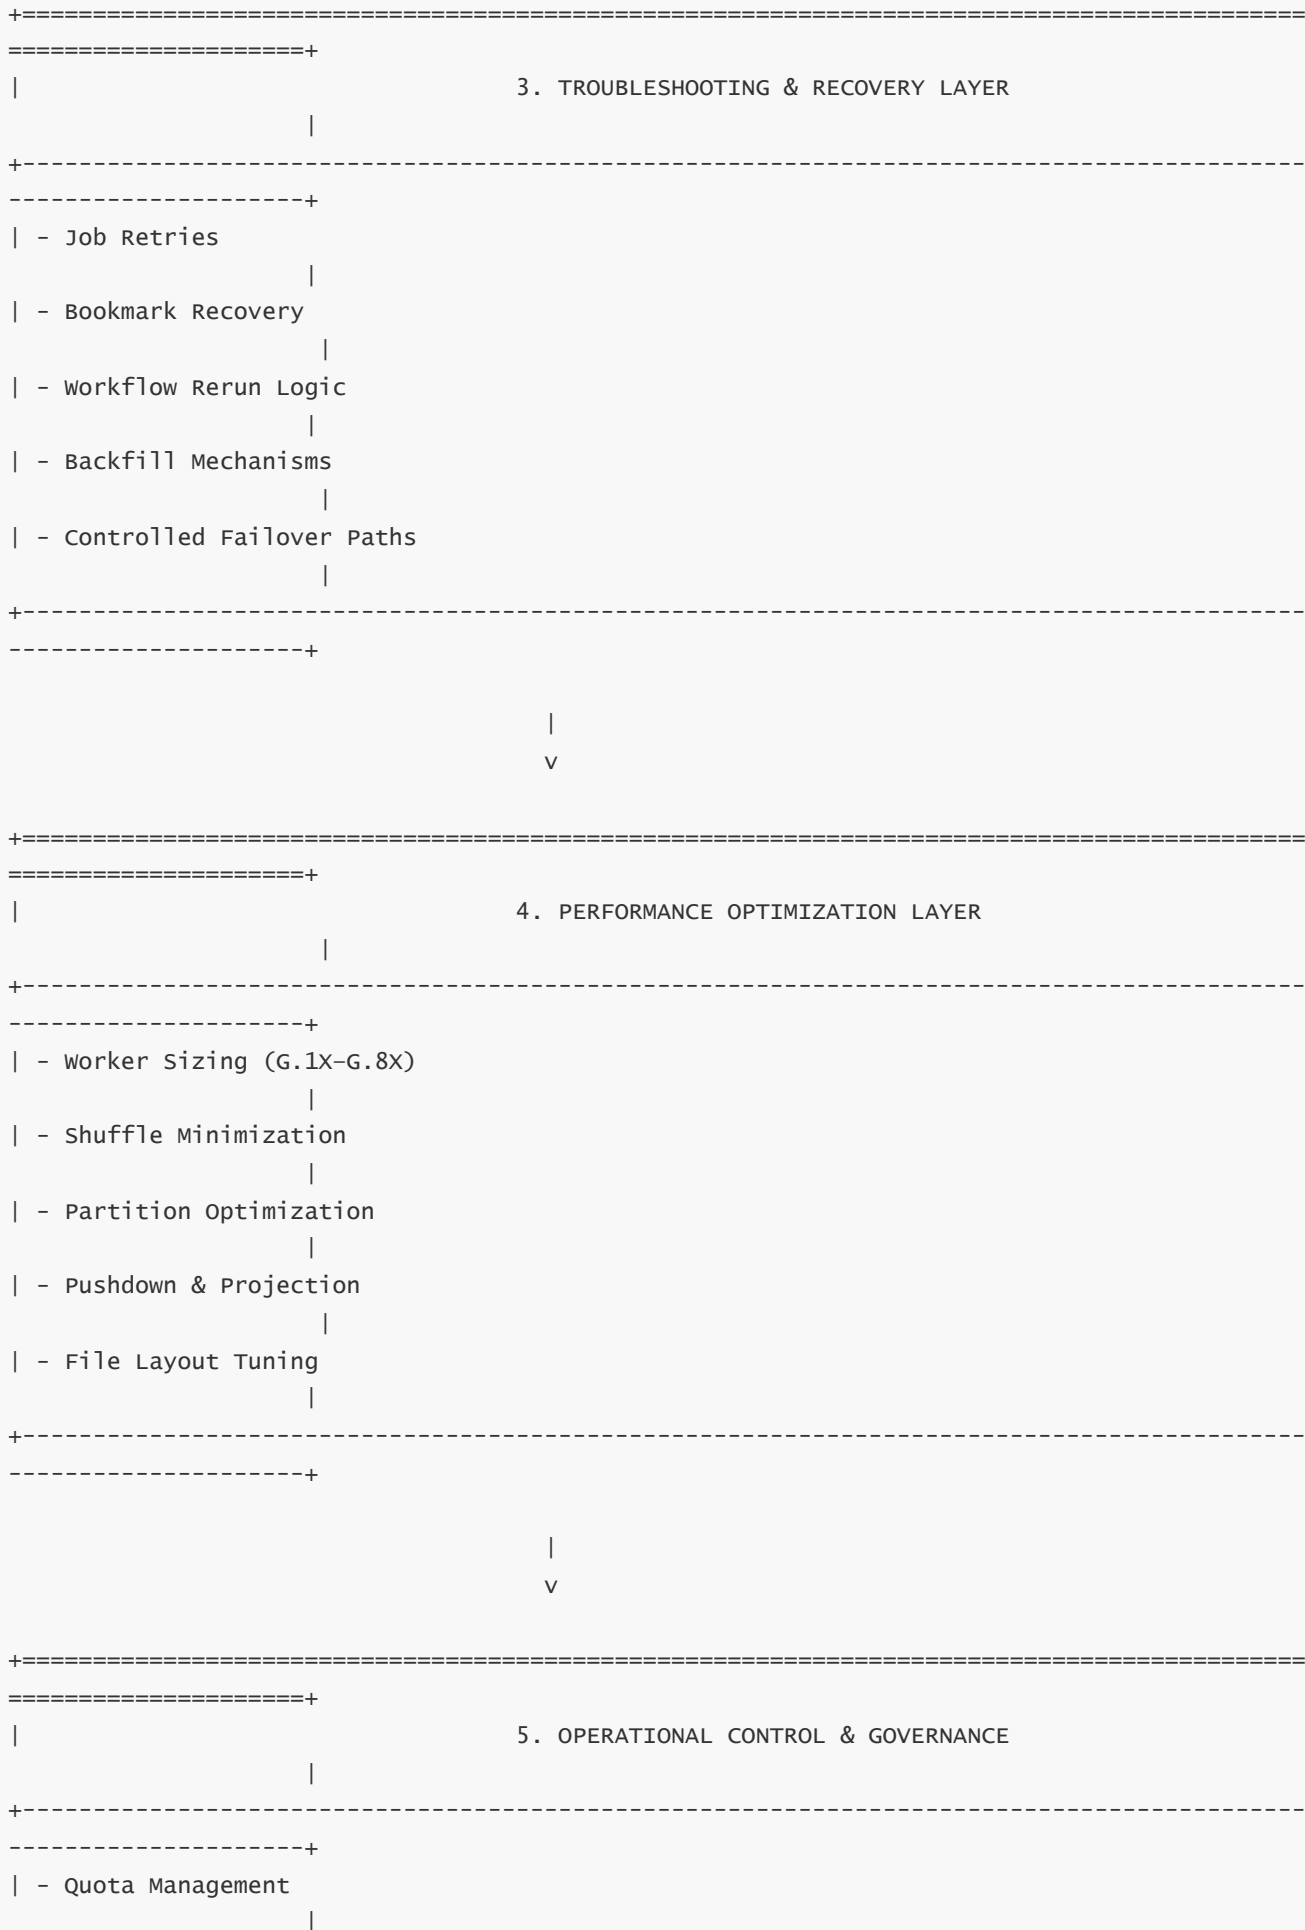 +===========================================================================================
=====================+
|                                    3. TROUBLESHOOTING & RECOVERY LAYER
                     |
+-------------------------------------------------------------------------------------------
---------------------+
| - Job Retries
                     |
| - Bookmark Recovery
                      |
| - Workflow Rerun Logic
                     |
| - Backfill Mechanisms
                      |
| - Controlled Failover Paths
                      |
+-------------------------------------------------------------------------------------------
---------------------+
                                      |
                                      v
+===========================================================================================
=====================+
|                                    4. PERFORMANCE OPTIMIZATION LAYER
                      |
+-------------------------------------------------------------------------------------------
---------------------+
| - Worker Sizing (G.1X–G.8X)
                     |
| - Shuffle Minimization
                     |
| - Partition Optimization
                     |
| - Pushdown & Projection
                      |
| - File Layout Tuning
                     |
+-------------------------------------------------------------------------------------------
---------------------+
                                      |
                                      v
+===========================================================================================
=====================+
|                                    5. OPERATIONAL CONTROL & GOVERNANCE
                     |
+-------------------------------------------------------------------------------------------
---------------------+
| - Quota Management
                     |